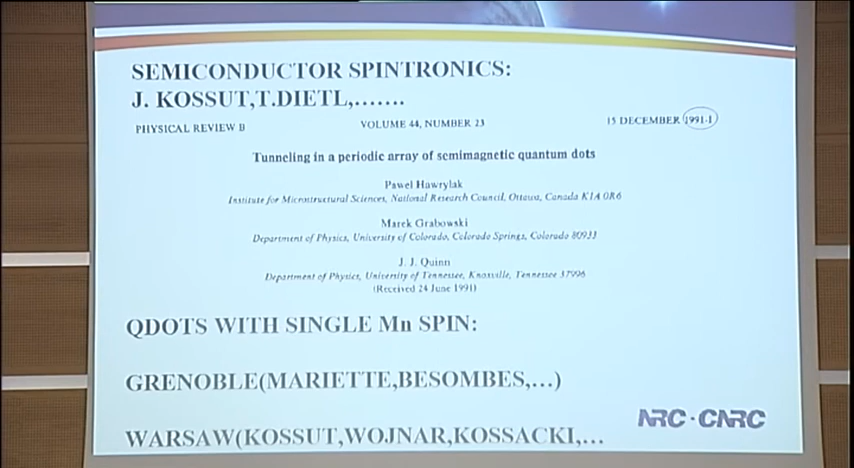 SEMICONDUCTOR SPINTRONICS:
J. KOSSUT,T.DIETL,.......
PHYSICAL REVIEW B VOLUME 44, NUMBER 23 15 DECEMBER 1991-I
Tunneling in a periodic array of semimagnetic quantum dots
Pawel Hawrylak
Institute for Microstructural Sciences, National Research Council, Ottawa, Canada K1A 0R6
Marek Grabowski
Department of Physics, University of Colorado, Colorado Springs, Colorado 80933
J. J. Quinn
Department of Physics, University of Tennessee, Knoxville, Tennessee 37996
(Received 24 June 1991)
QDOTS WITH SINGLE Mn SPIN:
GRENOBLE(MARIETTE,BESOMBES,...)
WARSAW(KOSSUT,WOJNAR,KOSSACKI,...
NRC·CNRC